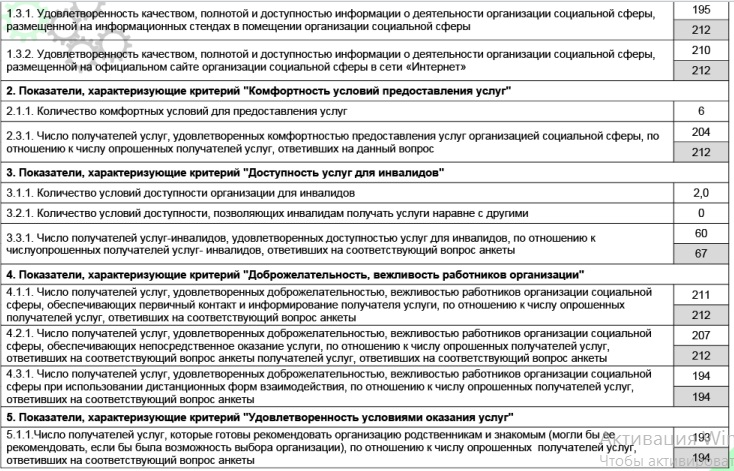 1.3.1. Удовлетворенность качеством, полнотой и доступностью информации о деятельности организации социальной сферы,
размещенной на информационных стендах в помещении организации социальной сферы
195
212
1.3.2. Удовлетворенность качеством, полнотой и доступностью информации о деятельности организации социальной сферы,
размещенной на официальном сайте организации социальной сферы в сети «Интернет»
210
212
2. Показатели, характеризующие критерий "Комфортность условий предоставления услуг"
2.1.1. Количество комфортных условий для предоставления услуг
6
2.3.1. Число получателей услуг, удовлетворенных комфортностью предоставления услуг организацией социальной сферы, по
отношению к числу опрошенных получателей услуг, ответивших на данный вопрос
204
212
3. Показатели, характеризующие критерий "Доступность услуг для инвалидов"
3.1.1. Количество условий доступности организации для инвалидов
2,0
3.2.1. Количество условий доступности, позволяющих инвалидам получать услуги наравне с другими
0
3.3.1. Число получателей услуг-инвалидов, удовлетворенных доступностью услуг для инвалидов, по отношению к
числуопрошенных получателей услуг- инвалидов, ответивших на соответствующий вопрос анкеты
60
67
4. Показатели, характеризующие критерий "Доброжелательность, вежливость работников организации"
4.1.1. Число получателей услуг, удовлетворенных доброжелательностью, вежливостью работников организации социальной
сферы, обеспечивающих первичный контакт и информирование получателя услуги, по отношению к числу опрошенных
получателей услуг, ответивших на соответствующий вопрос анкеты
211
212
4.2.1. Число получателей услуг, удовлетворенных доброжелательностью, вежливостью работников организации социальной
сферы, обеспечивающих непосредственное оказание услуги, по отношению к числу опрошенных получателей услуг,
ответивших на соответствующий вопрос анкеты получателей услуг, ответивших на соответствующий вопрос анкеты
207
212
4.3.1. Число получателей услуг, удовлетворенных доброжелательностью, вежливостью работников организации социальной
сферы при использовании дистанционных форм взаимодействия, по отношению к числу опрошенных получателей услуг,
ответивших на соответствующий вопрос анкеты
194
194
5. Показатели, характеризующие критерий "Удовлетворенность условиями оказания услуг"
5.1.1.Число получателей услуг, которые готовы рекомендовать организацию родственникам и знакомым (могли бы ее
рекомендовать, если бы была возможность выбора организации), по отношению к числу опрошенных получателей услуг,
ответивших на соответствующий вопрос анкеты
193
194
Активация Win
Чтобы активироват